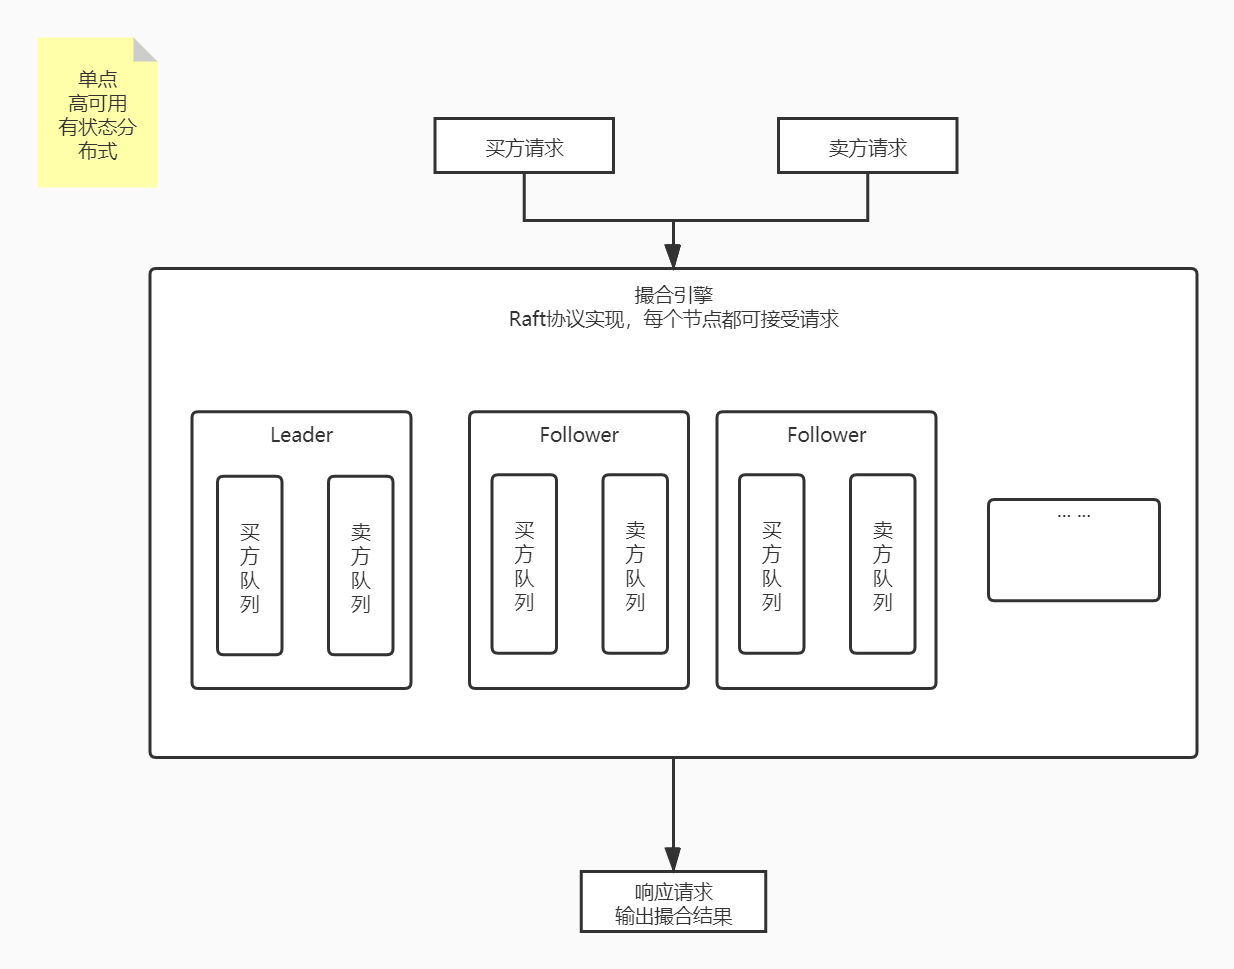 单点
高可用
有状态分
布式
买方请求
卖方请求
撮合引擎
Raft协议实现，每个节点都可接受请求
Leader
买
方
队
列
卖
方
队
列
Follower
买
方
队
列
卖
方
队
列
Follower
买
方
队
列
卖
方
队
列
... ...
响应请求
输出撮合结果